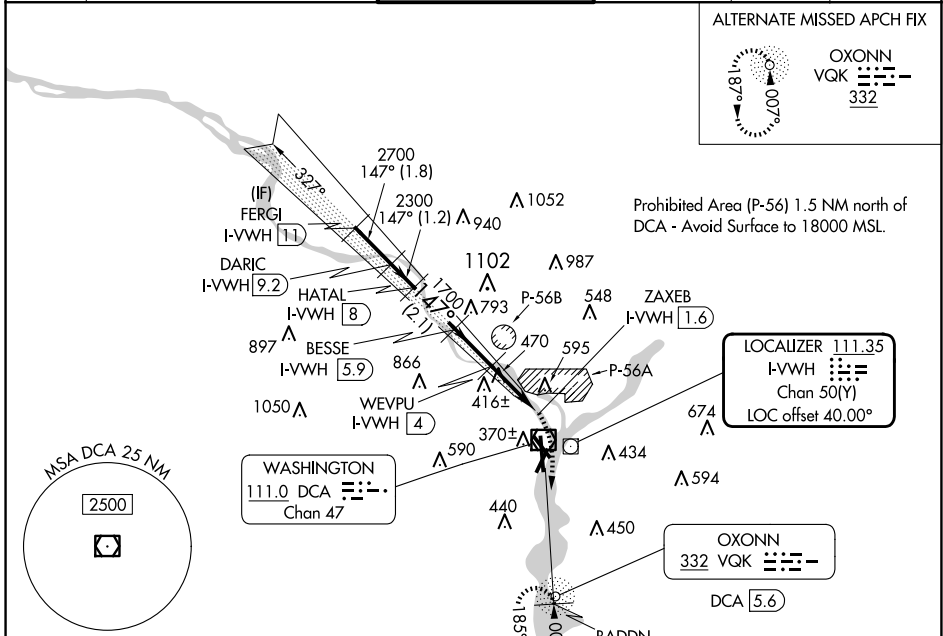 ALTERNATE MISSED APCH FIX
OXONN
VQK
332
187°
007°
Prohibited Area (P-56) 1.5 NM north of
DCA - Avoid Surface to 18000 MSL.
327°
2700
147° (1.8)
2300
147° (1.2)
940
1052
(IF)
FERGI
I-VWH 11
DARIC
I-VWH 9.2
HATAL
I-VWH 8
1102
987
1700
147°
(2.1)
793
P-56B
548
ZAXEB
I-VWH 1.6
897
BESSE
I-VWH 5.9
866
470
595
P-56A
LOCALIZER 111.35
I-VWH
Chan 50(Y)
LOC offset 40.00°
WEVPU
I-VWH 4
416±
1050
674
370±
590
434
594
MSA DCA 25 NM
2500
WASHINGTON
111.0 DCA
Chan 47
440
450
OXONN
332 VQK
DCA 5.6
185°
00
BADDN